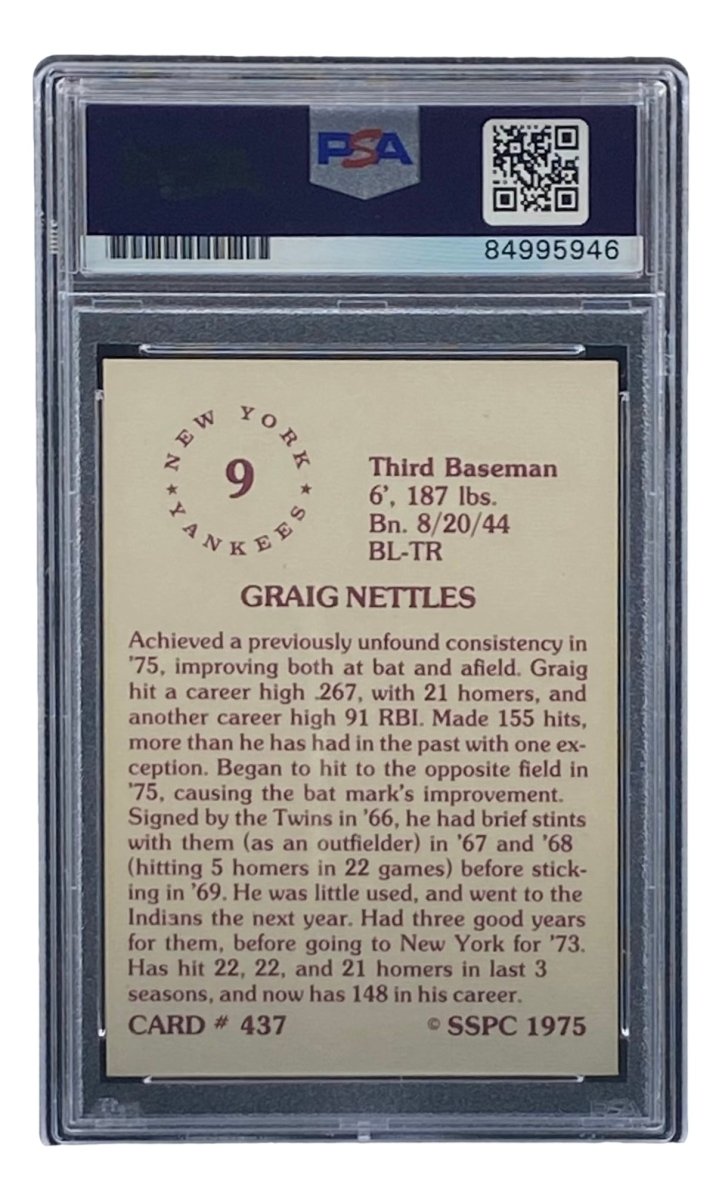 PSA
84995946
NEW YORK
9
YANKEES
Third Baseman
6', 187 lbs.
Bn. 8/20/44
BL-TR
GRAIG NETTLES
Achieved a previously unfound consistency in
'75, improving both at bat and afield. Graig
hit a career high .267, with 21 homers, and
another career high 91 RBI. Made 155 hits,
more than he has had in the past with one ex-
ception. Began to hit to the opposite field in
'75, causing the bat mark's improvement.
Signed by the Twins in '66, he had brief stints
with them (as an outfielder) in '67 and '68
(hitting 5 homers in 22 games) before stick-
ing in '69. He was little used, and went to the
Indians the next year. Had three good years
for them, before going to New York for '73.
Has hit 22, 22, and 21 homers in last 3
seasons, and now has 148 in his career.
CARD # 437 © SSPC 1975